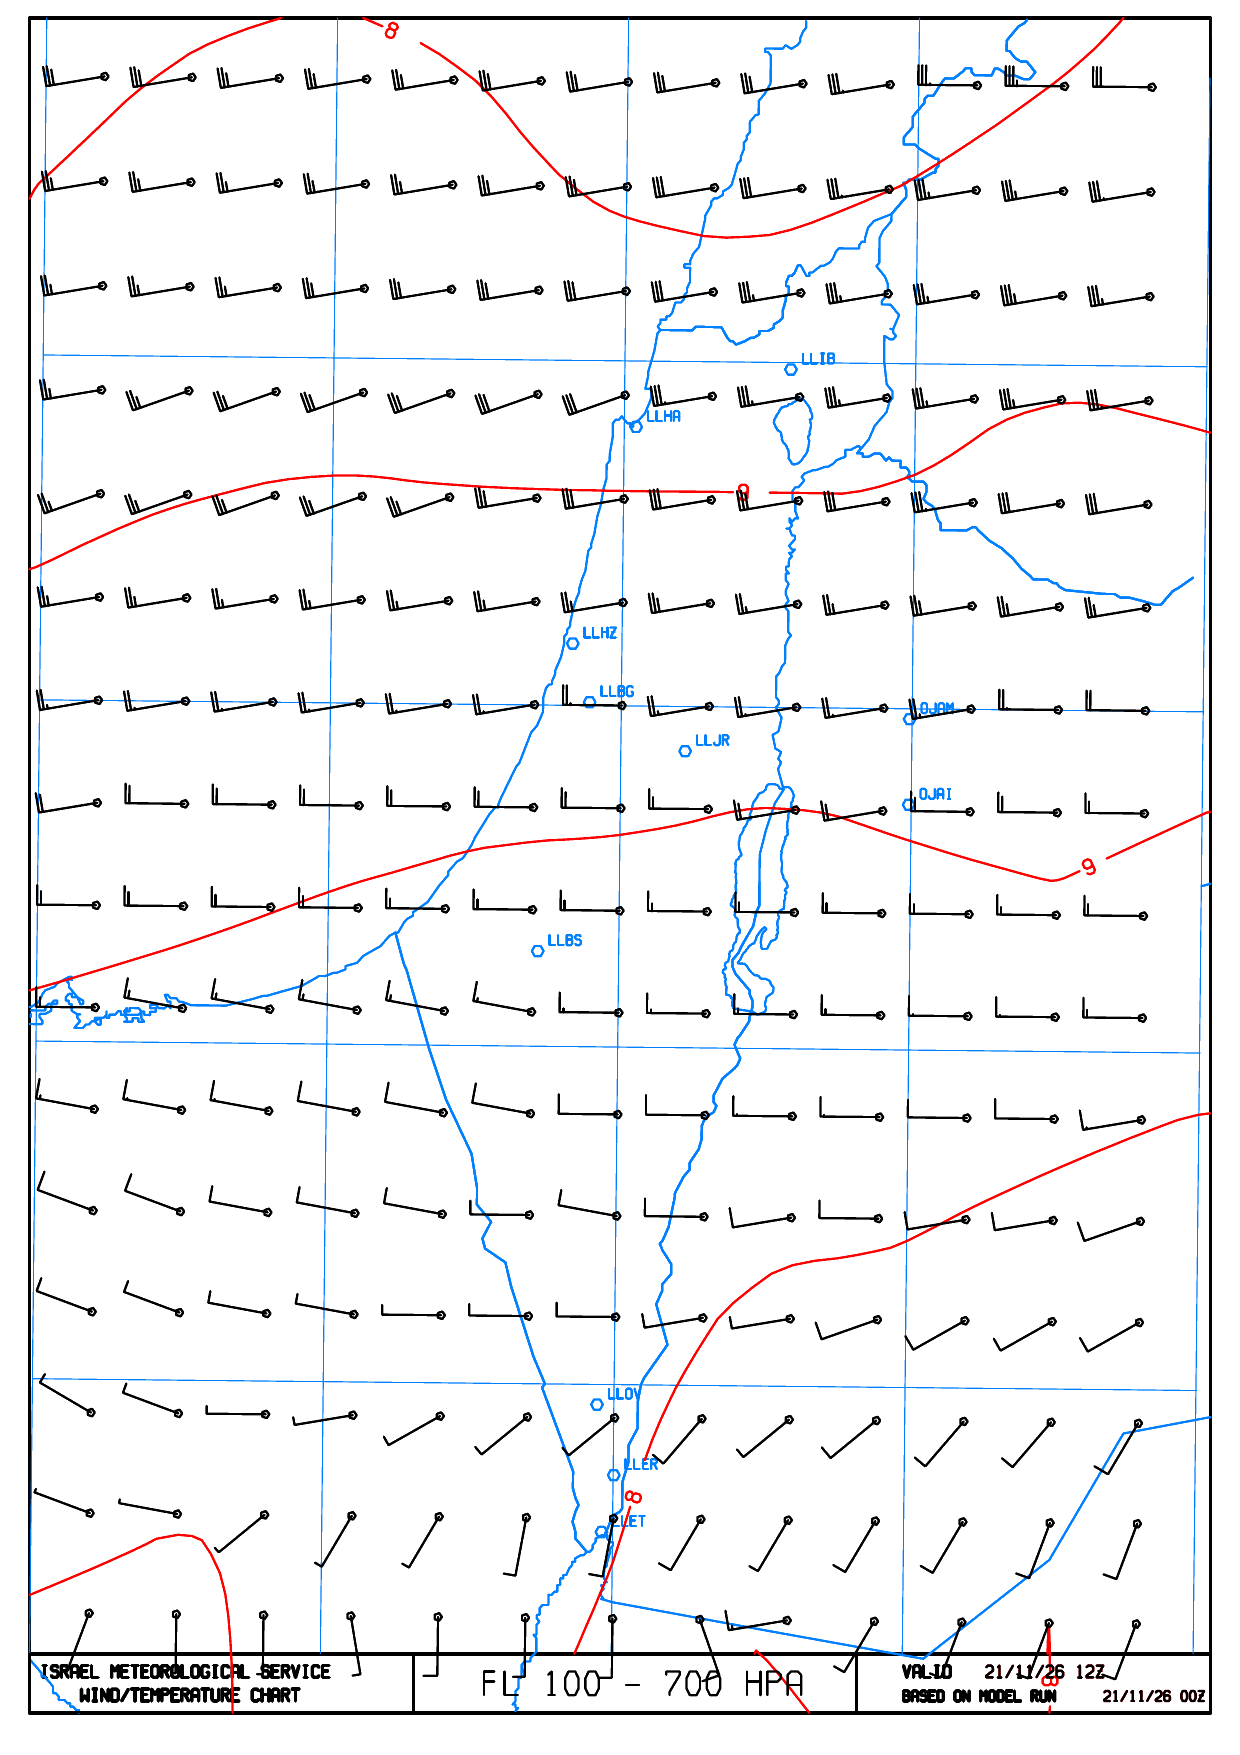 8
LLIB
LLHA
9
LLHZ
LLBG
OJAM
LLJR
OJAI
9
LLBS
LLOV
LLER
8
LLET
ISRAEL METEOROLOGICAL SERVICE
WIND/TEMPERATURE CHART
FL 100 - 700 HPA
VALID 21/11/26 12Z
8
BASED ON MODEL RUN 21/11/26 00Z